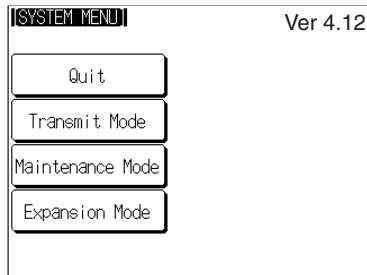 [SYSTEM MENU]
Ver 4.12
Quit
Transmit Mode
Maintenance Mode
Expansion Mode